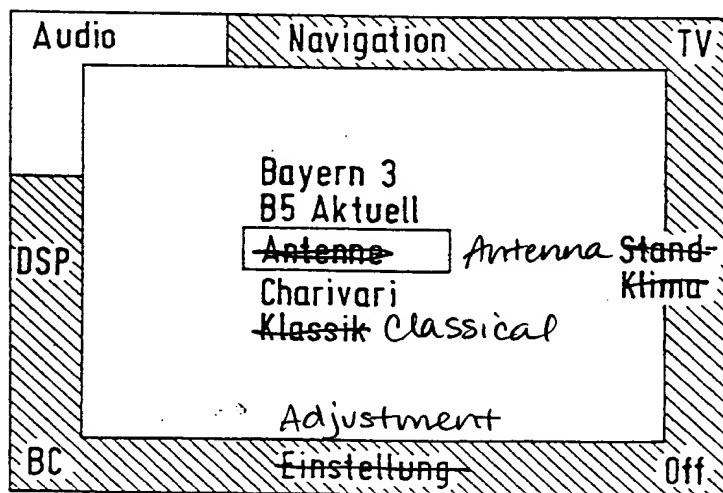 Audio Navigation TV
Bayern 3
B5 Aktuell
DSP Antenne Antenna Stand-
Charivari Klima
Klassik Classical
Adjustment
BC Einstellung Off